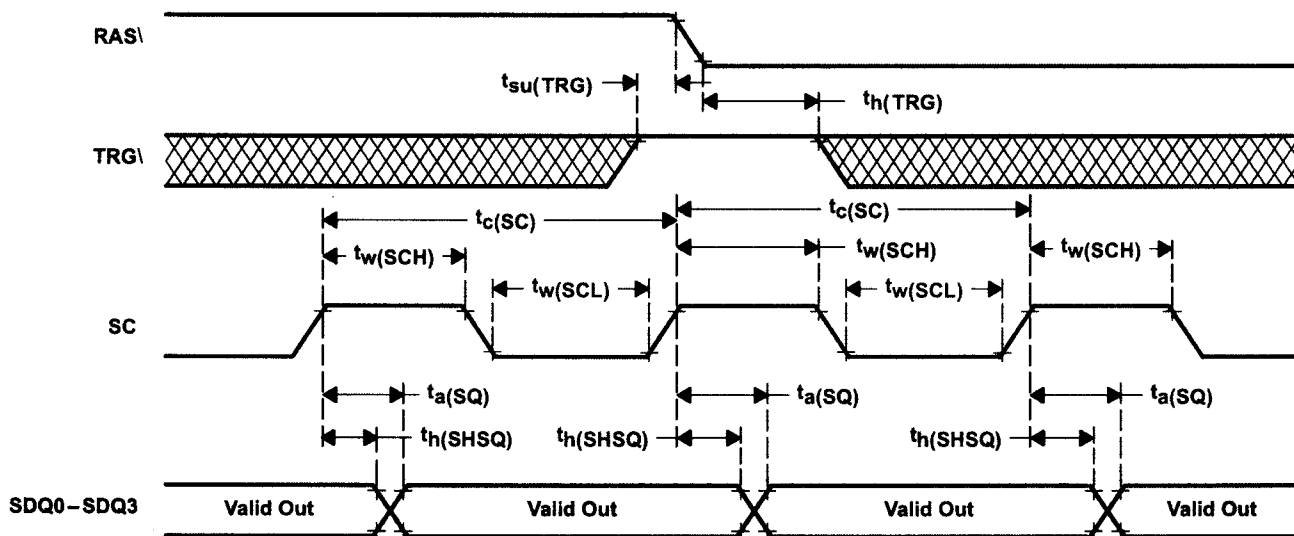 RAS\
tsu(TRG)
th(TRG)
TRG\
tc(SC)
tc(SC)
tw(SCH)
tw(SCH)
tw(SCH)
tw(SCL)
tw(SCL)
SC
ta(SQ)
ta(SQ)
ta(SQ)
th(SHSQ)
th(SHSQ)
th(SHSQ)
SDQ0–SDQ3
Valid Out
Valid Out
Valid Out
Valid Out